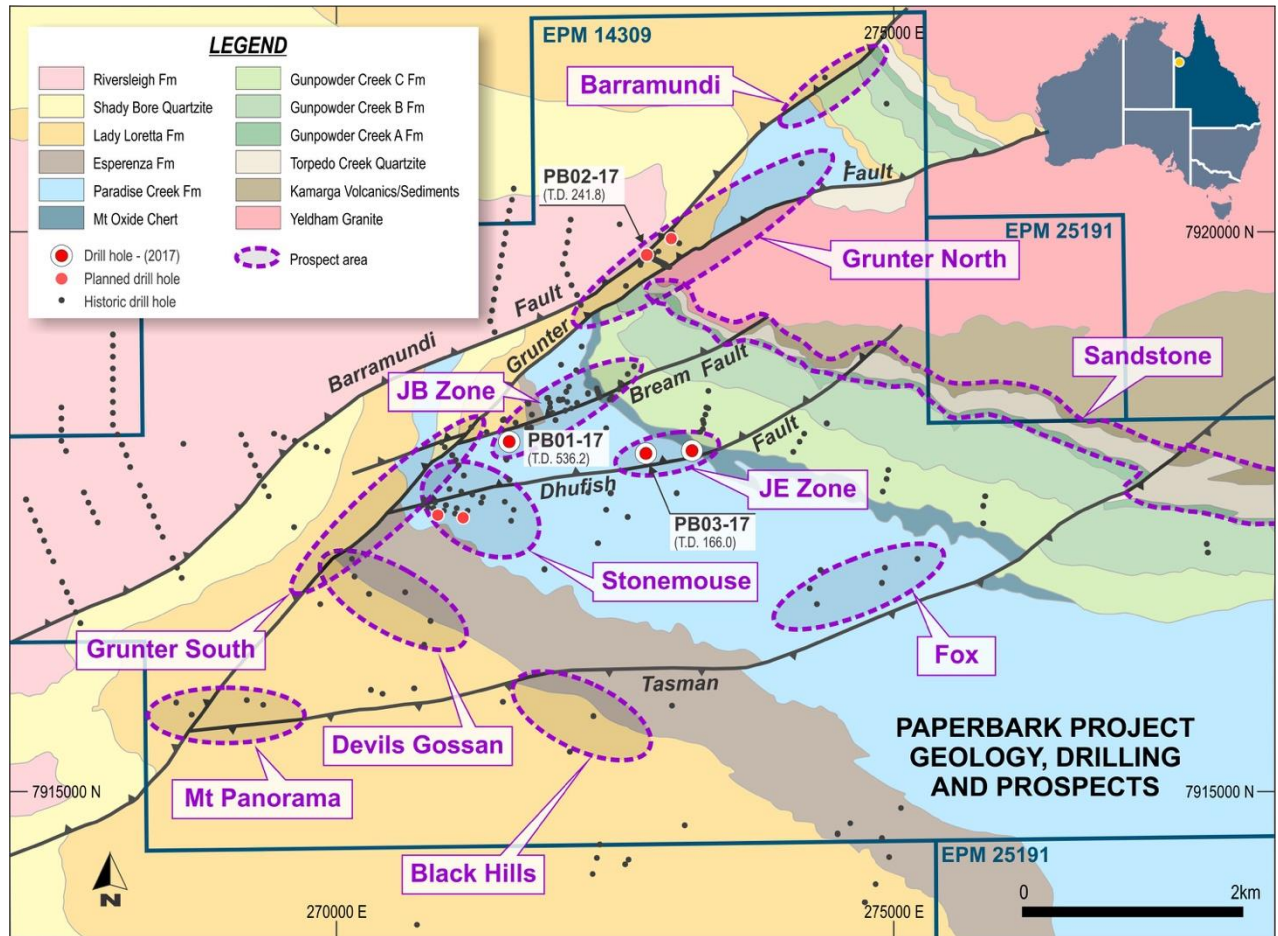 LEGEND
Riversleigh Fm
Shady Bore Quartzite
Lady Loretta Fm
Esperenza Fm
Paradise Creek Fm
Mt Oxide Chert
Gunpowder Creek C Fm
Gunpowder Creek B Fm
Gunpowder Creek A Fm
Torpedo Creek Quartzite
Kamarga Volcanics/Sediments
Yeldham Granite
Drill hole - (2017)
Planned drill hole
Historic drill hole
Prospect area
EPM 14309
275000 E
Barramundi
PB02-17
(T.D. 241.8)
Fault
EPM 25191
7920000 N
Grunter North
Barramundi Fault
Grunter
Sandstone
JB Zone
Bream Fault
PB01-17
(T.D. 536.2)
Fault
Dhufish
JE Zone
PB03-17
(T.D. 166.0)
Stonemouse
Grunter South
Fox
Tasman
Devils Gossan
Mt Panorama
PAPERBARK PROJECT
GEOLOGY, DRILLING
AND PROSPECTS
7915000 N
7915000 N
Black Hills
EPM 25191
N
270000 E
275000 E
0
2km